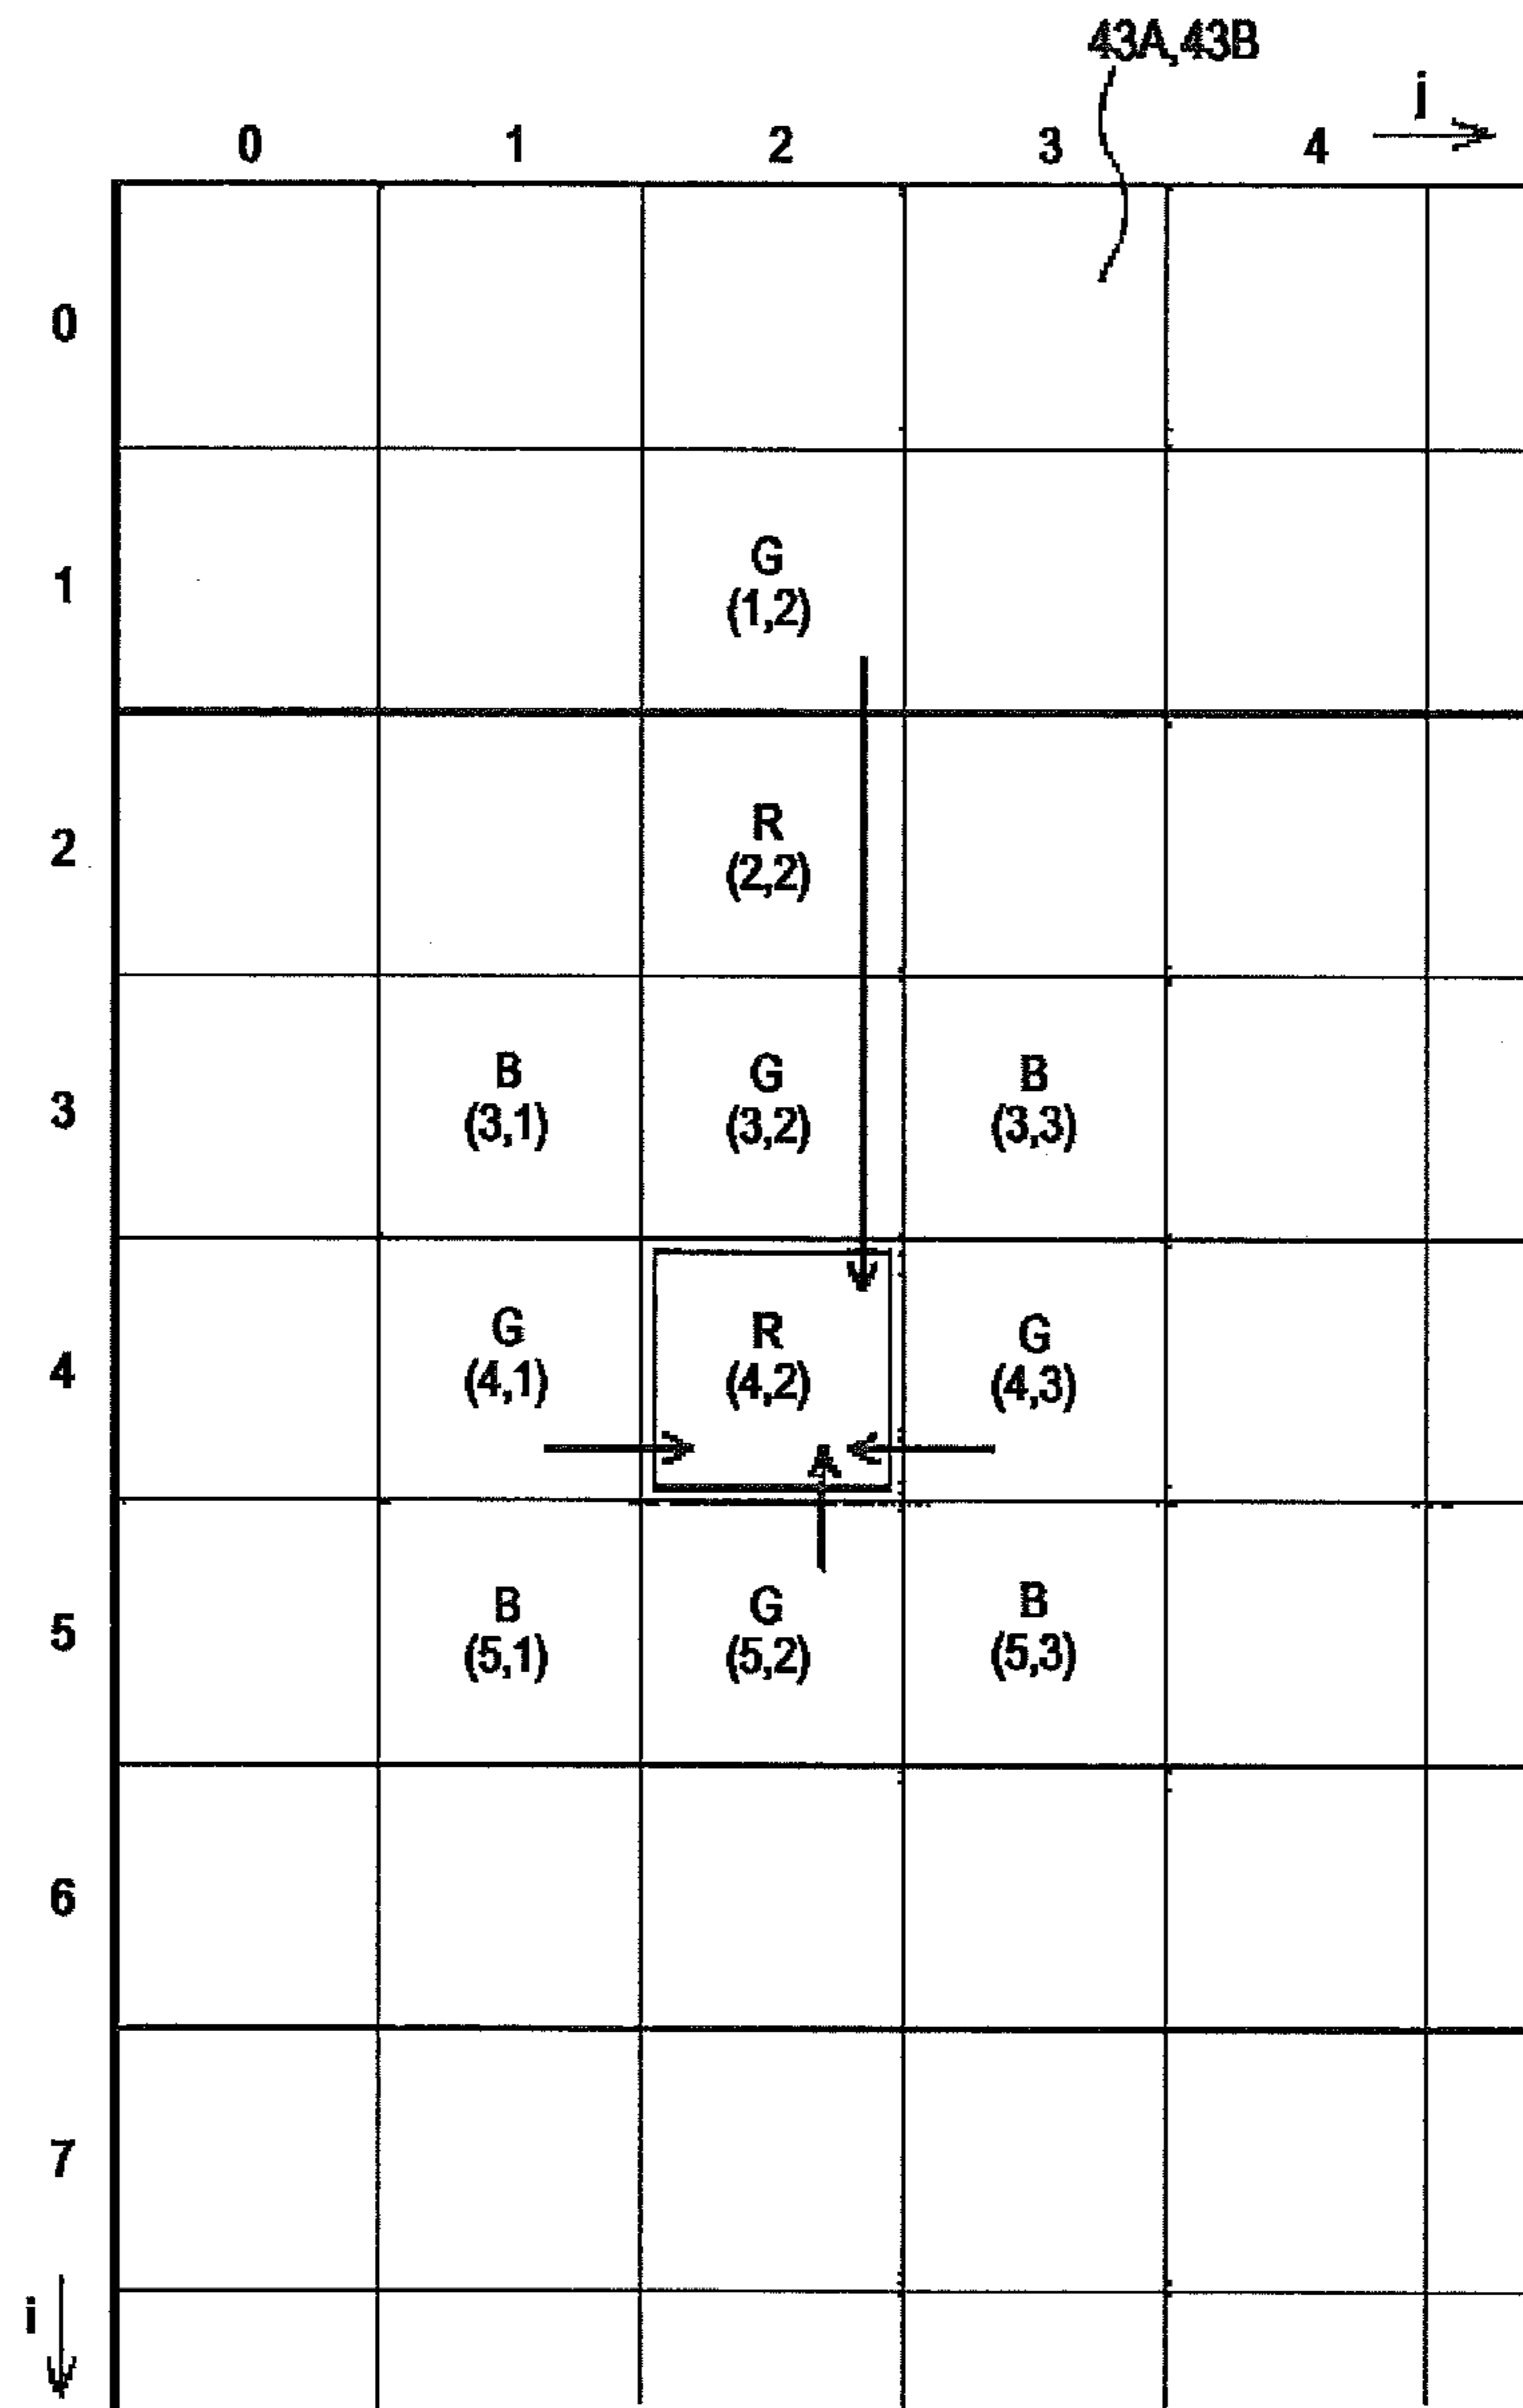 43A,43B
j
0 1 2 3 4
0
1
G
(1,2)
2
R
(2,2)
3
B G B
(3,1) (3,2) (3,3)
4
G R G
(4,1) (4,2) (4,3)
5
B G B
(5,1) (5,2) (5,3)
6
7
i